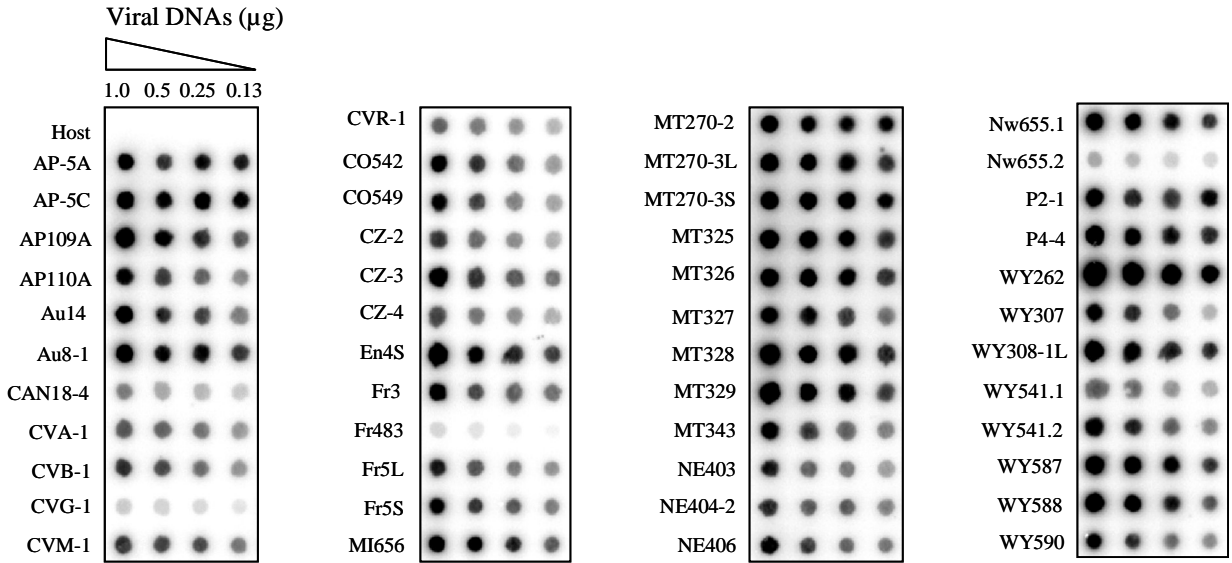 Viral DNAs (µg)
1.0 0.5 0.25 0.13
Host
AP-5A
AP-5C
AP109A
AP110A
Au14
Au8-1
CAN18-4
CVA-1
CVB-1
CVG-1
CVM-1
CVR-1
CO542
CO549
CZ-2
CZ-3
CZ-4
En4S
Fr3
Fr483
Fr5L
Fr5S
MI656
MT270-2
MT270-3L
MT270-3S
MT325
MT326
MT327
MT328
MT329
MT343
NE403
NE404-2
NE406
Nw655.1
Nw655.2
P2-1
P4-4
WY262
WY307
WY308-1L
WY541.1
WY541.2
WY587
WY588
WY590